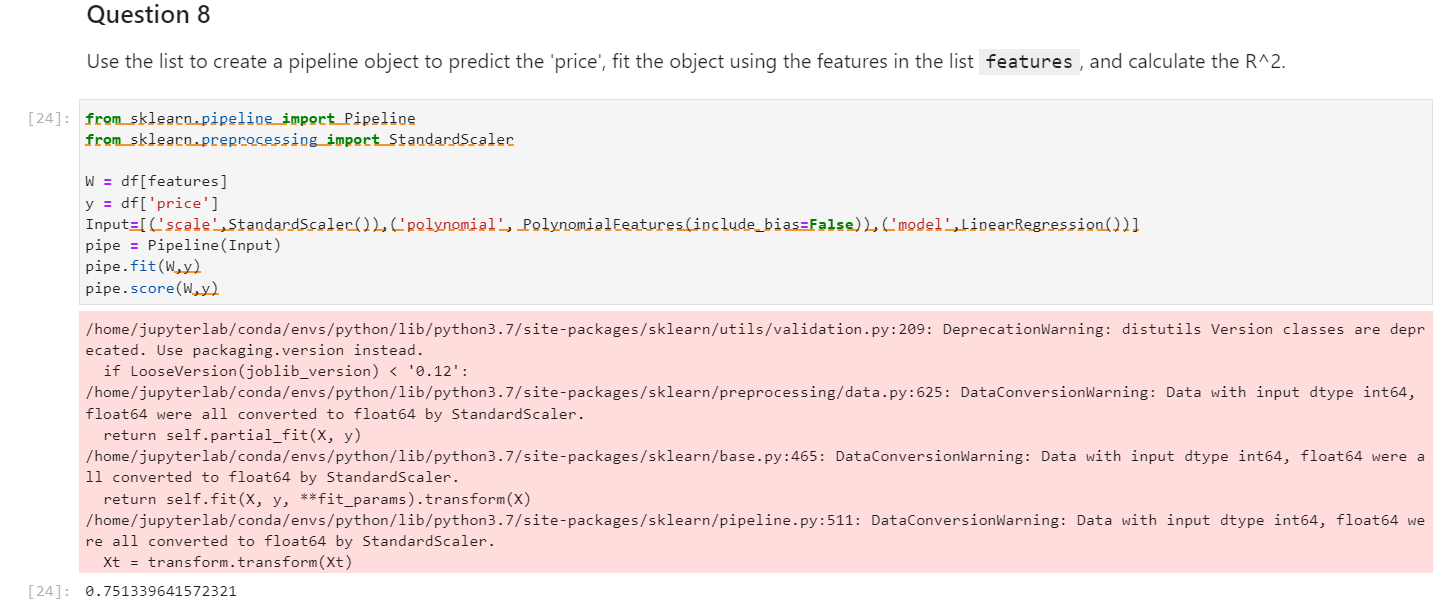 Question 8
Use the list to create a pipeline object to predict the 'price', fit the object using the features in the list features , and calculate the R^2.
[24]: from sklearn.pipeline import Pipeline
from sklearn.preprocessing import StandardScaler
W = df[features]
y = df['price']
Input=[('scale',StandardScaler()),('polynomial', PolynomialFeatures(include_bias=False)),('model',LinearRegression())]
pipe = Pipeline(Input)
pipe.fit(W,y)
pipe.score(W,y)
/home/jupyterlab/conda/envs/python/lib/python3.7/site-packages/sklearn/utils/validation.py:209: DeprecationWarning: distutils Version classes are depr
ecated. Use packaging.version instead.
  if LooseVersion(joblib_version) < '0.12':
/home/jupyterlab/conda/envs/python/lib/python3.7/site-packages/sklearn/preprocessing/data.py:625: DataConversionWarning: Data with input dtype int64,
float64 were all converted to float64 by StandardScaler.
  return self.partial_fit(X, y)
/home/jupyterlab/conda/envs/python/lib/python3.7/site-packages/sklearn/base.py:465: DataConversionWarning: Data with input dtype int64, float64 were a
ll converted to float64 by StandardScaler.
  return self.fit(X, y, **fit_params).transform(X)
/home/jupyterlab/conda/envs/python/lib/python3.7/site-packages/sklearn/pipeline.py:511: DataConversionWarning: Data with input dtype int64, float64 we
re all converted to float64 by StandardScaler.
  Xt = transform.transform(Xt)
[24]: 0.751339641572321